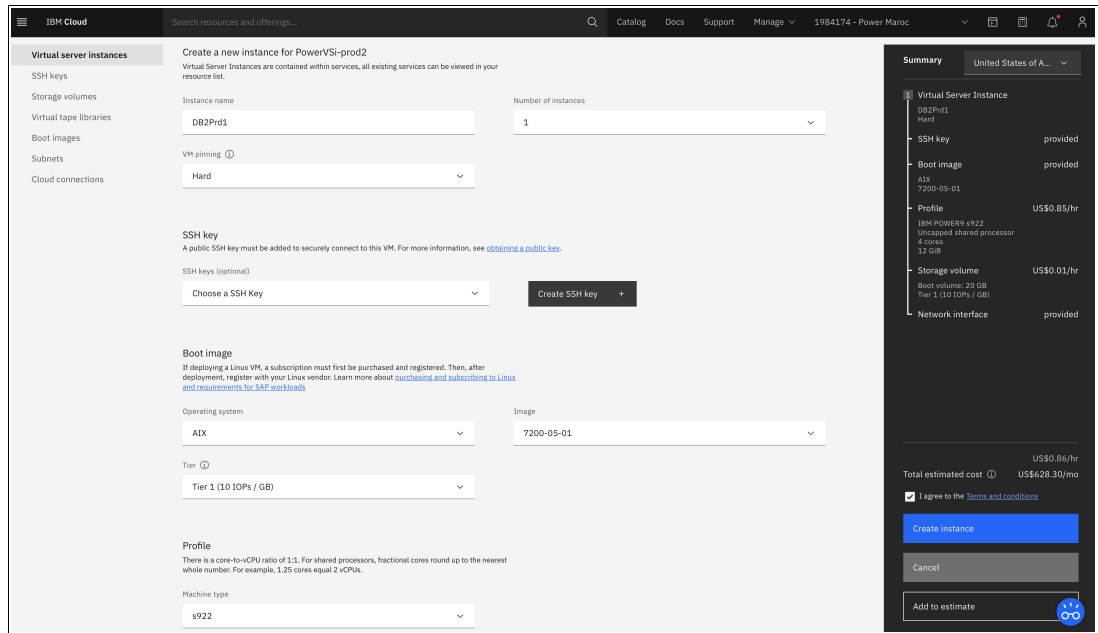 IBM Cloud
Search resources and offerings...
Catalog
Docs
Support
Manage
1984174 - Power Maroc
Virtual server instances
SSH keys
Storage volumes
Virtual tape libraries
Boot images
Subnets
Cloud connections
Create a new instance for PowerVSi-prod2
Virtual Server Instances are contained within services, all existing services can be viewed in your
resource list.
Instance name
Number of instances
DB2Prd1
1
VM pinning
Hard
SSH key
A public SSH key must be added to securely connect to this VM. For more information, see obtaining a public key.
SSH keys (optional)
Choose a SSH Key
Create SSH key +
Boot image
If deploying a Linux VM, a subscription must first be purchased and registered. Then, after
deployment, register with your Linux vendor. Learn more about purchasing and subscribing to Linux
and requirements for SAP workloads
Operating system
Image
AIX
7200-05-01
Tier
Tier 1 (10 IOPs / GB)
Profile
There is a core-to-vCPU ratio of 1:1. For shared processors, fractional cores round up to the nearest
whole number. For example, 1.25 cores equal 2 vCPUs.
Machine type
s922
Summary
United States of A...
1 Virtual Server Instance
DB2Prd1
Hard
SSH key provided
Boot image provided
AIX
7200-05-01
Profile US$0.85/hr
IBM POWER9 s922
Uncapped shared processor
4 cores
12 GiB
Storage volume US$0.01/hr
Boot volume: 20 GB
Tier 1 (10 IOPs / GB)
Network interface provided
US$0.86/hr
Total estimated cost US$628.30/mo
I agree to the Terms and conditions
Create instance
Cancel
Add to estimate